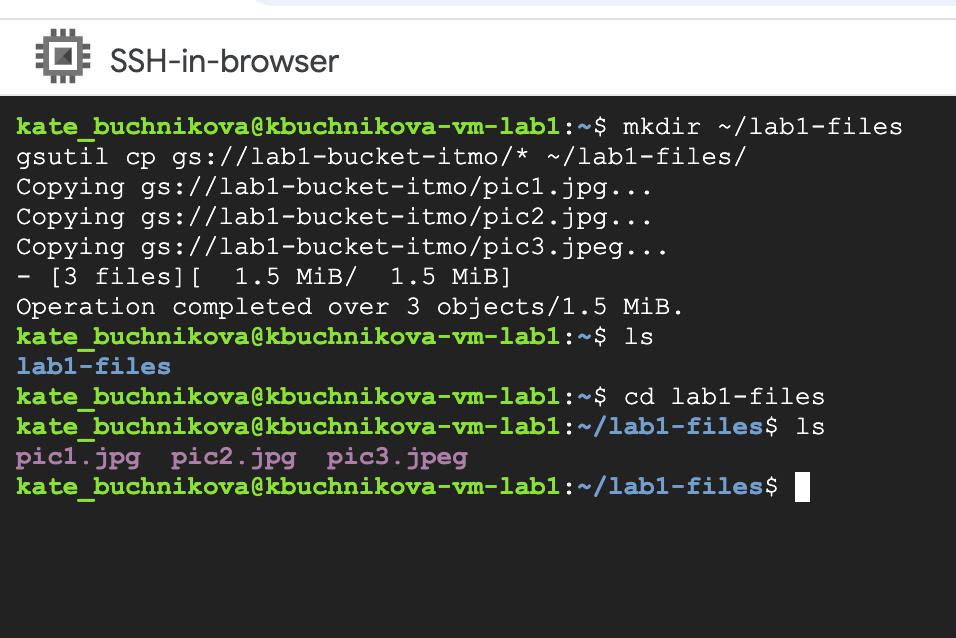 SSH-in-browser
kate_buchnikova@kbuchnikova-vm-lab1:~$ mkdir ~/lab1-files
gsutil cp gs://lab1-bucket-itmo/* ~/lab1-files/
Copying gs://lab1-bucket-itmo/pic1.jpg...
Copying gs://lab1-bucket-itmo/pic2.jpg...
Copying gs://lab1-bucket-itmo/pic3.jpeg...
- [3 files][  1.5 MiB/  1.5 MiB]
Operation completed over 3 objects/1.5 MiB.
kate_buchnikova@kbuchnikova-vm-lab1:~$ ls
lab1-files
kate_buchnikova@kbuchnikova-vm-lab1:~$ cd lab1-files
kate_buchnikova@kbuchnikova-vm-lab1:~/lab1-files$ ls
pic1.jpg  pic2.jpg  pic3.jpeg
kate_buchnikova@kbuchnikova-vm-lab1:~/lab1-files$